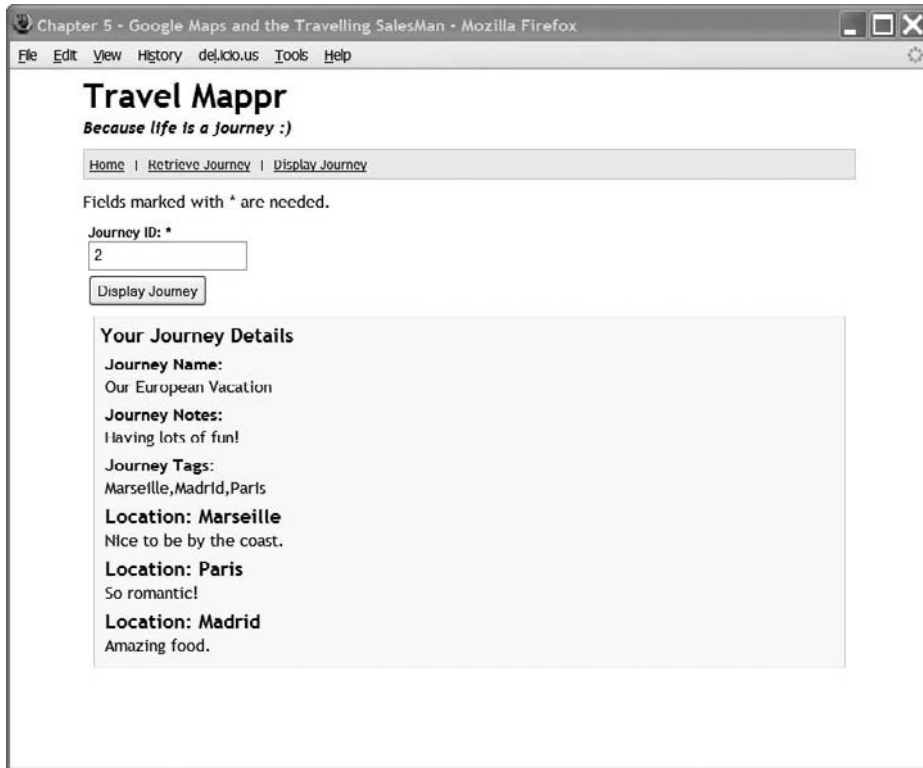 Chapter 5 - Google Maps and the Travelling SalesMan - Mozilla Firefox
File Edit View History del.icio.us Tools Help
Travel Mappr
Because life is a journey :)
Home | Retrieve Journey | Display Journey
Fields marked with * are needed.
Journey ID: *
2
Display Journey
Your Journey Details
Journey Name:
Our European Vacation
Journey Notes:
Having lots of fun!
Journey Tags:
Marseille,Madrid,Paris
Location: Marseille
Nice to be by the coast.
Location: Paris
So romantic!
Location: Madrid
Amazing food.